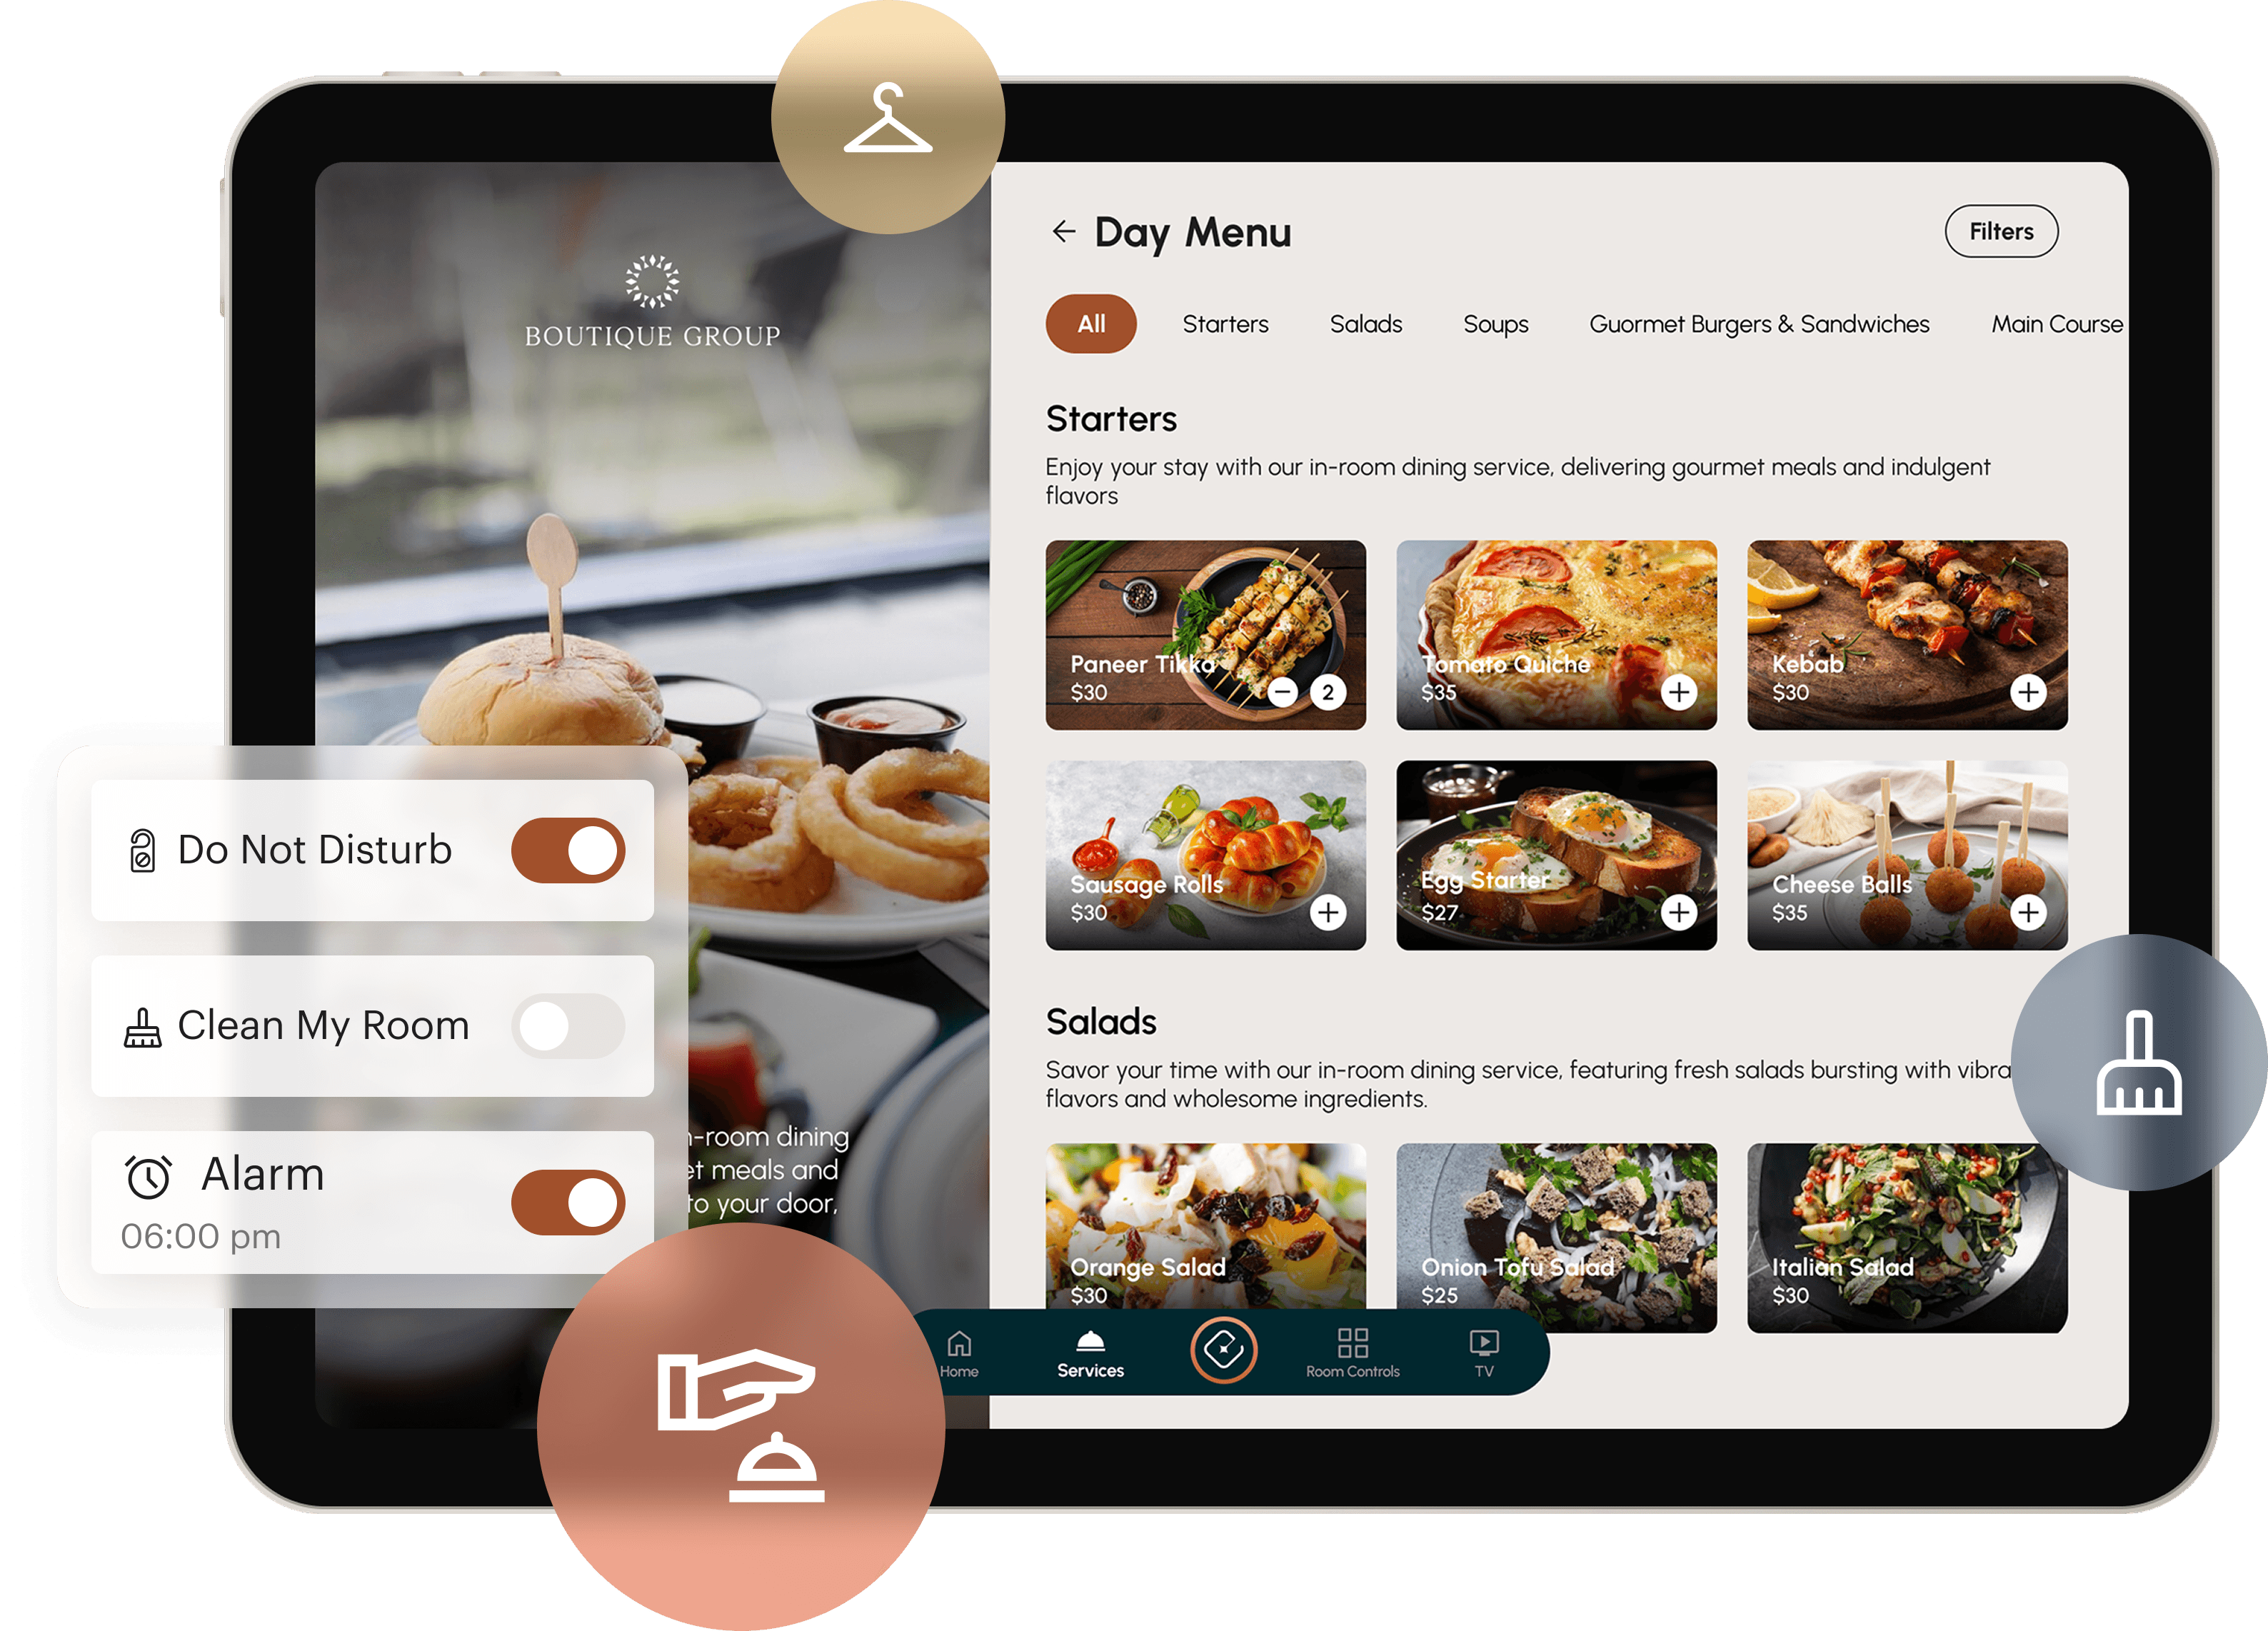 BOUTIQUE GROUP
Day Menu
Filters
All
Starters
Salads
Soups
Guormet Burgers & Sandwiches
Main Course
Starters
Enjoy your stay with our in-room dining service, delivering gourmet meals and indulgent
flavors
Paneer Tikka
$30
2
Tomato Quiche
$35
Kebab
$30
Sausage Rolls
$30
Egg Starter
$27
Cheese Balls
$35
Salads
Savor your time with our in-room dining service, featuring fresh salads bursting with
flavors and wholesome ingredients.
Orange Salad
$30
Onion Tofu Salad
$25
Italian Salad
$30
Do Not Disturb
Clean My Room
Alarm
06:00 pm
-room dining
meals and
to your door,
Home
Services
Room Controls
TV